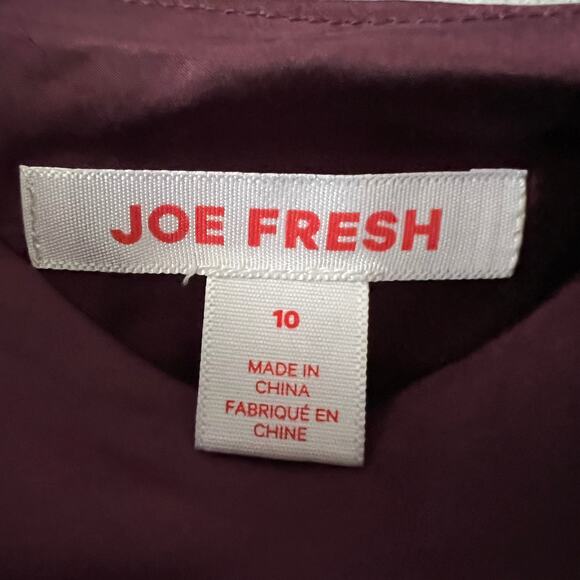 JOE FRESH
10
MADE IN
CHINA
FABRIQUÉ EN
CHINE